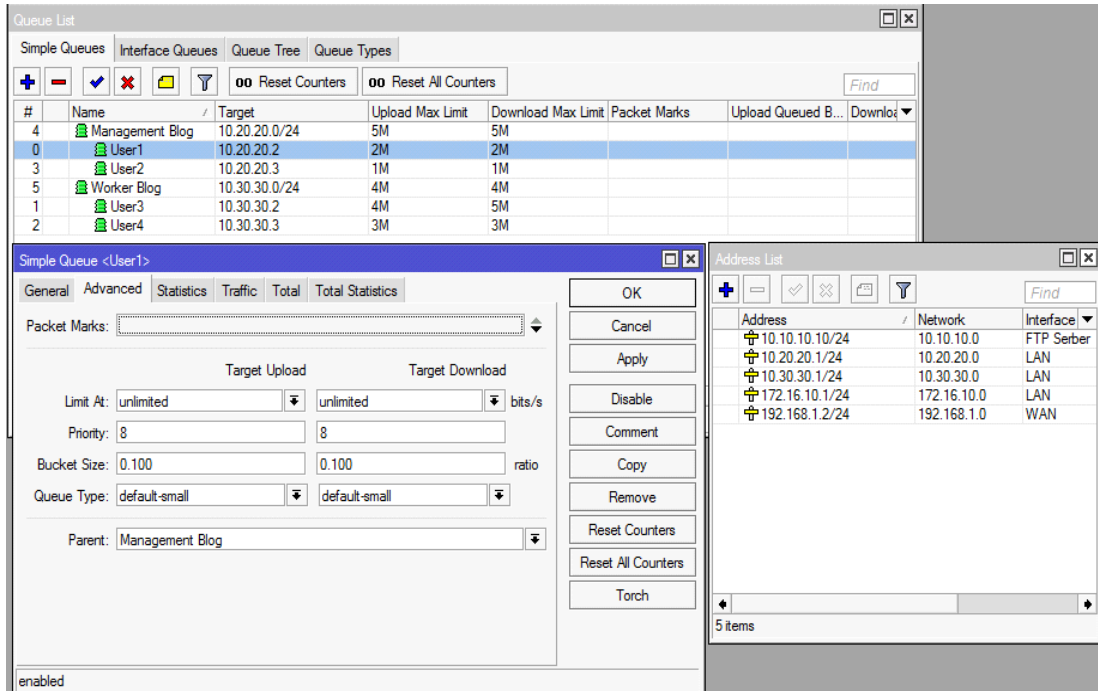 Queue List
Simple Queues Interface Queues Queue Tree Queue Types
00 Reset Counters 00 Reset All Counters Find
# Name / Target Upload Max Limit Download Max Limit Packet Marks Upload Queued B... Downloa
4 Management Blog 10.20.20.0/24 5M 5M
0 User1 10.20.20.2 2M 2M
3 User2 10.20.20.3 1M 1M
5 Worker Blog 10.30.30.0/24 4M 4M
1 User3 10.30.30.2 4M 5M
2 User4 10.30.30.3 3M 3M
Simple Queue <User1>
General Advanced Statistics Traffic Total Total Statistics
Packet Marks:
Target Upload Target Download
Limit At: unlimited unlimited bits/s
Priority: 8 8
Bucket Size: 0.100 0.100 ratio
Queue Type: default-small default-small
Parent: Management Blog
enabled
OK
Cancel
Apply
Disable
Comment
Copy
Remove
Reset Counters
Reset All Counters
Torch
Address List
Find
Address / Network Interface
10.10.10.10/24 10.10.10.0 FTP Serber
10.20.20.1/24 10.20.20.0 LAN
10.30.30.1/24 10.30.30.0 LAN
172.16.10.1/24 172.16.10.0 LAN
192.168.1.2/24 192.168.1.0 WAN
5 items